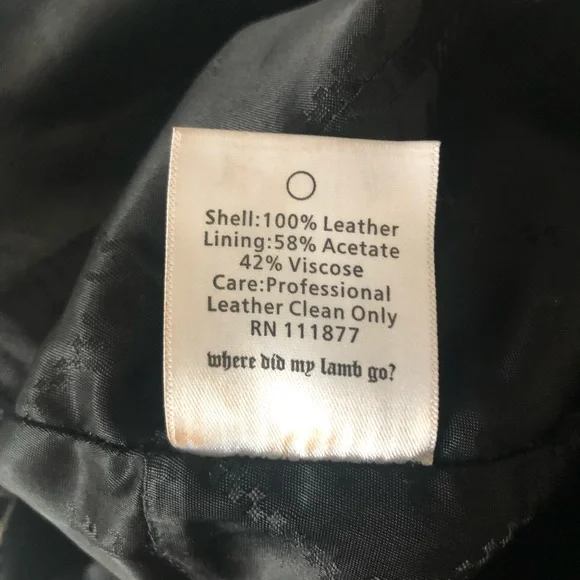 Shell:100% Leather
Lining:58% Acetate
42% Viscose
Care:Professional
Leather Clean Only
RN 111877
where did my lamb go?